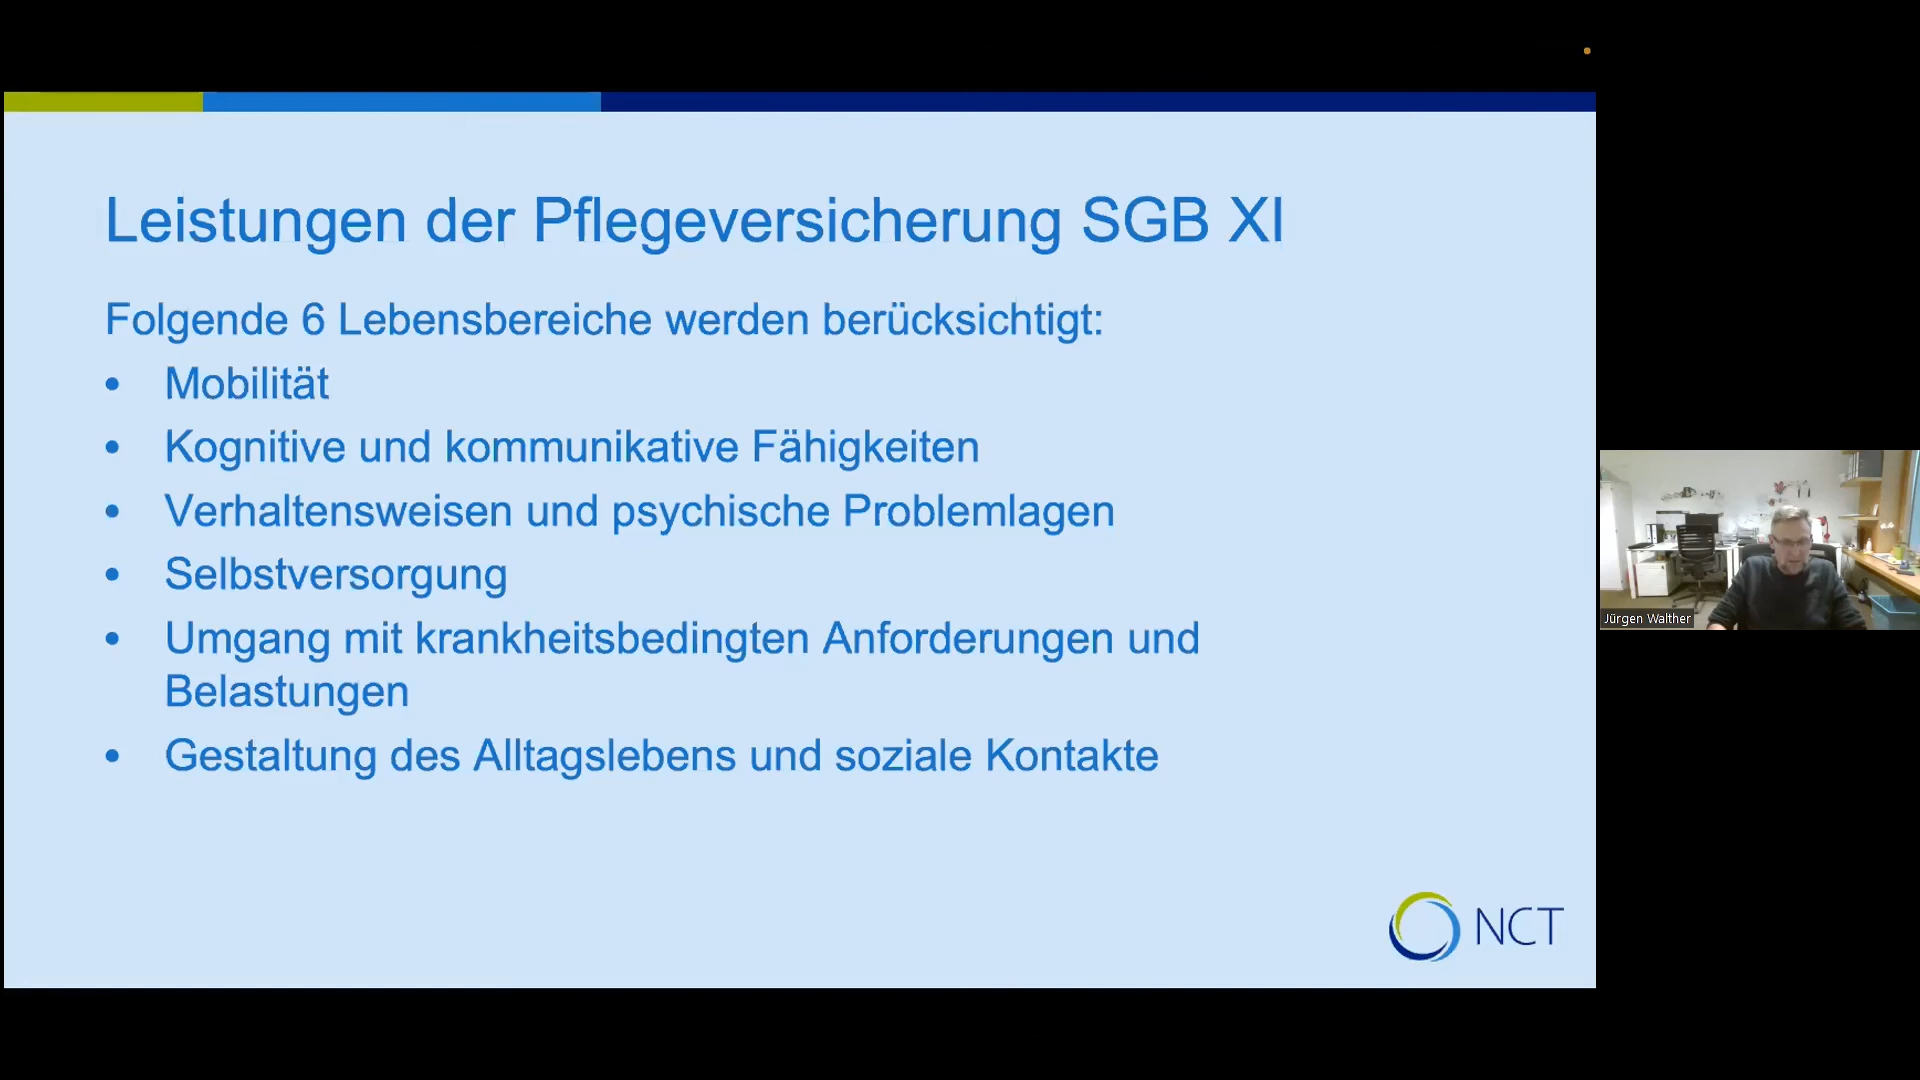 Leistungen der Pflegeversicherung SGB XI
Folgende 6 Lebensbereiche werden berücksichtigt:
• Mobilität
• Kognitive und kommunikative Fähigkeiten
• Verhaltensweisen und psychische Problemlagen
• Selbstversorgung
• Umgang mit krankheitsbedingten Anforderungen und
Belastungen
• Gestaltung des Alltagslebens und soziale Kontakte
Jürgen Walther
NCT